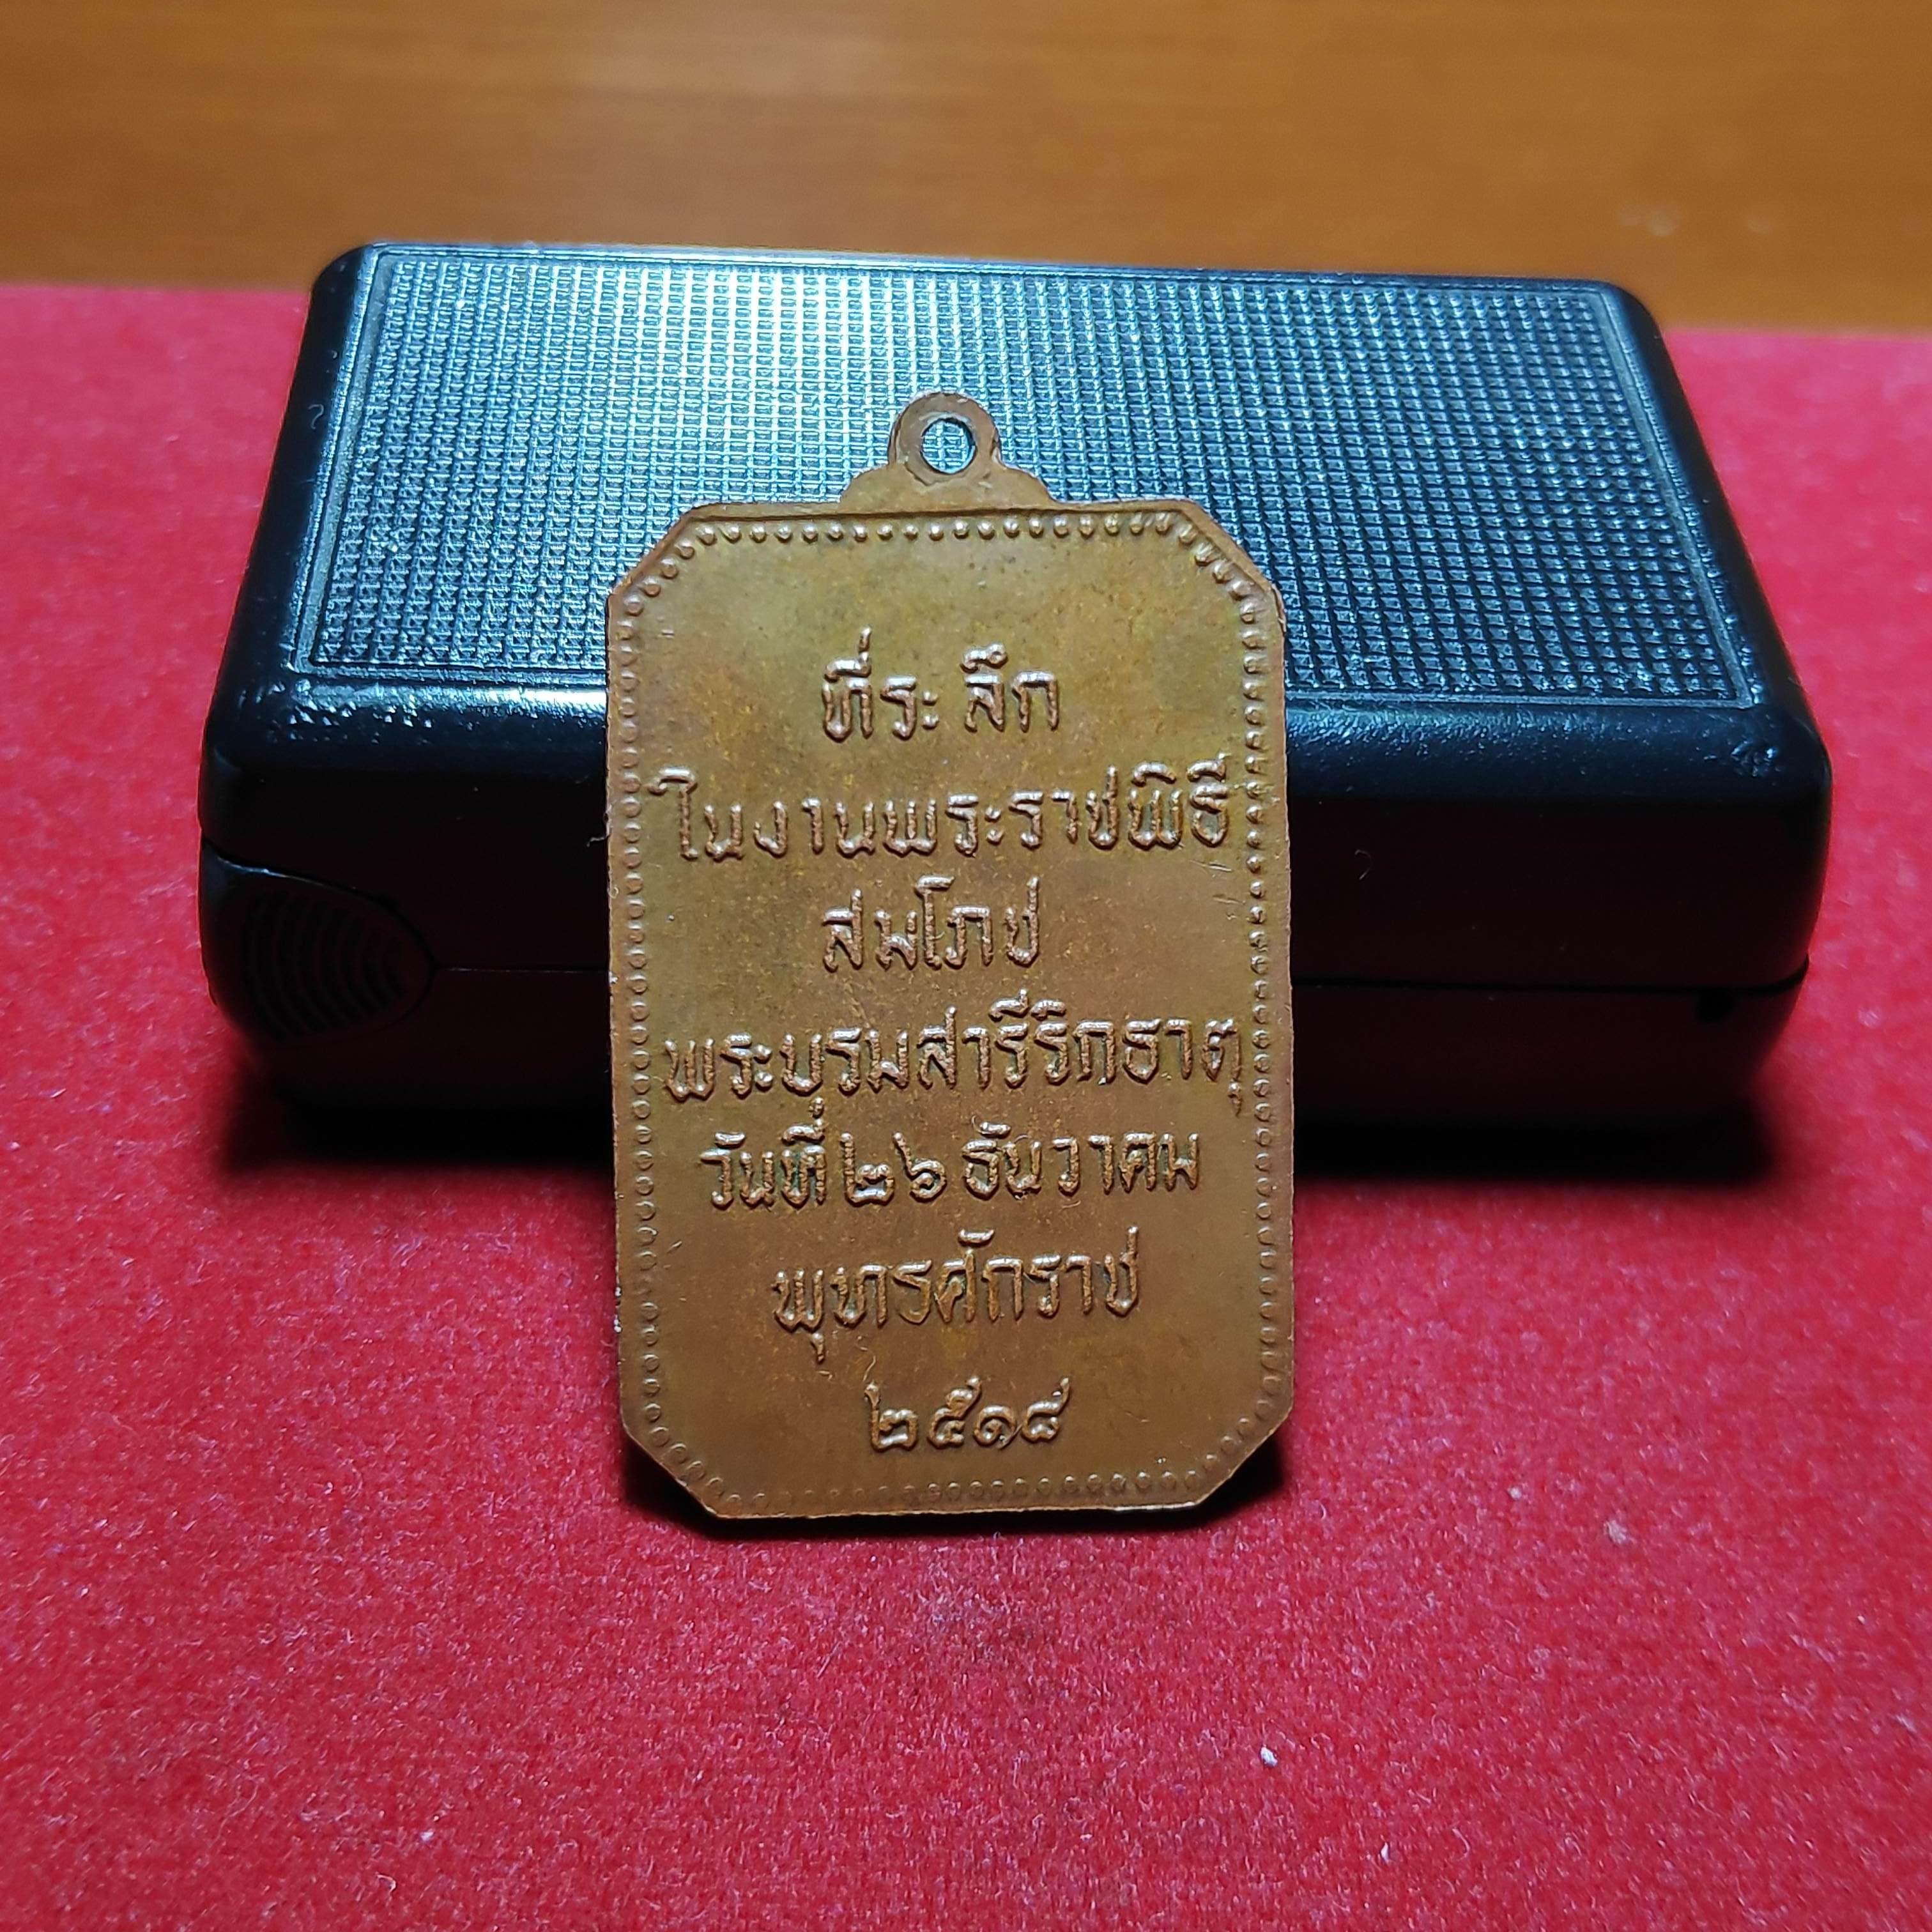 ที่ระลึก
ในงานพระราชพิธี
สมโภช
พระบรมสารีริกธาตุ
วันที่ ๒๖ ธันวาคม
พุทธศักราช
๒๕๑๘